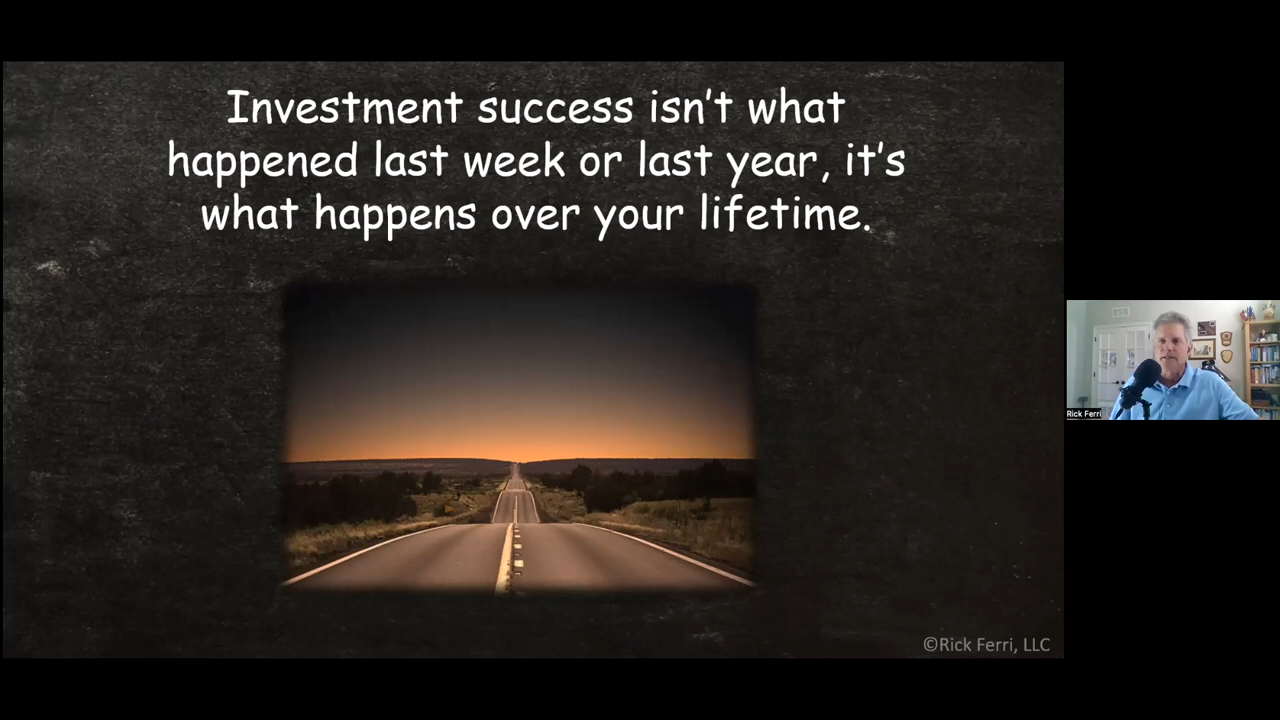 Investment success isn’t what
happened last week or last year, it’s
what happens over your lifetime.
Rick Ferri
©Rick Ferri, LLC